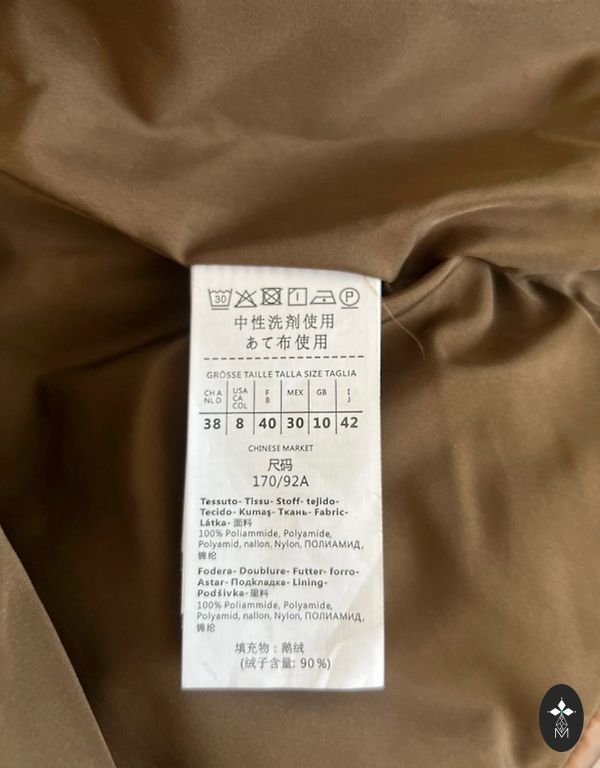 30 P
中性洗剤使用
あて布使用
GRÖSSE TAILLE TALLA SIZE TAGLIA
CH A NL D USA CA COL F B MEX GB I J
38 8 40 30 10 42
CHINESE MARKET
尺码
170/92A
Tessuto- Tissu- Stoff- tejido-
Tecido- Kumaş- Ткань- Fabric-
Látka- 面料
100% Poliammide, Polyamide,
Polyamid, nallon, Nylon, ПОЛИАМИД,
锦纶
Fodera- Doublure- Futter- forro-
Astar- Подкладка- Lining-
Podšivka- 里料
100% Poliammide, Polyamide,
Polyamid, nallon, Nylon, ПОЛИАМИД,
锦纶
填充物：鹅绒
(绒子含量: 90%)
M